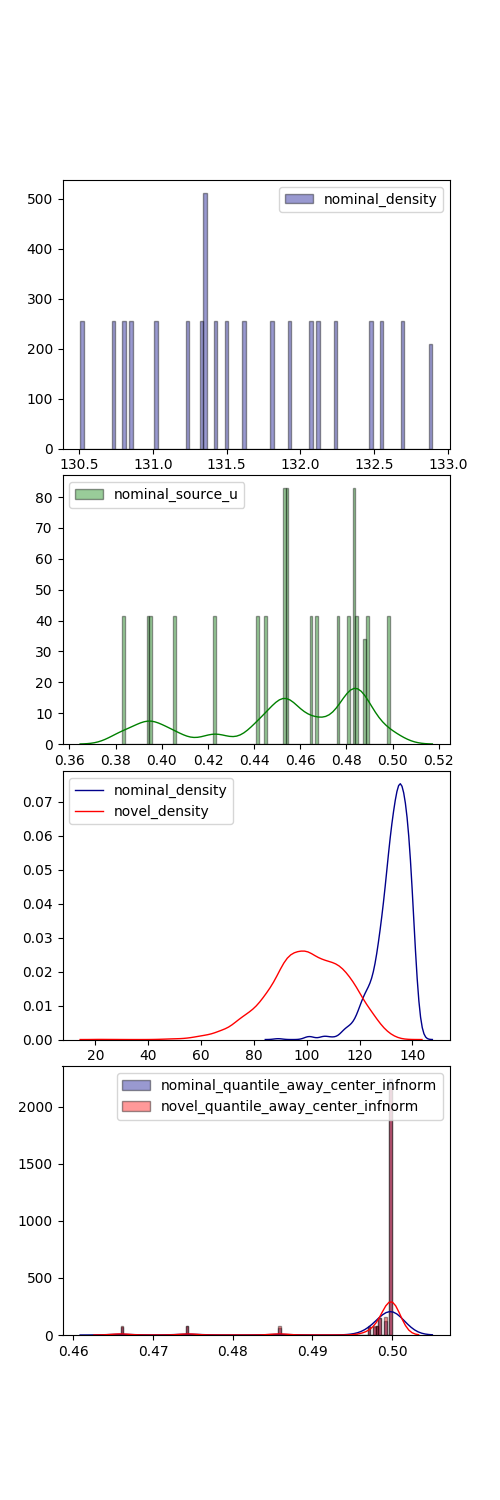 500
400
300
200
100
0
nominal_density
130.5 131.0 131.5 132.0 132.5 133.0
80
70
60
50
40
30
20
10
0
nominal_source_u
0.36 0.38 0.40 0.42 0.44 0.46 0.48 0.50 0.52
0.07
0.06
0.05
0.04
0.03
0.02
0.01
0.00
nominal_density
novel_density
20 40 60 80 100 120 140
2000
1500
1000
500
0
nominal_quantile_away_center_infnorm
novel_quantile_away_center_infnorm
0.46 0.47 0.48 0.49 0.50